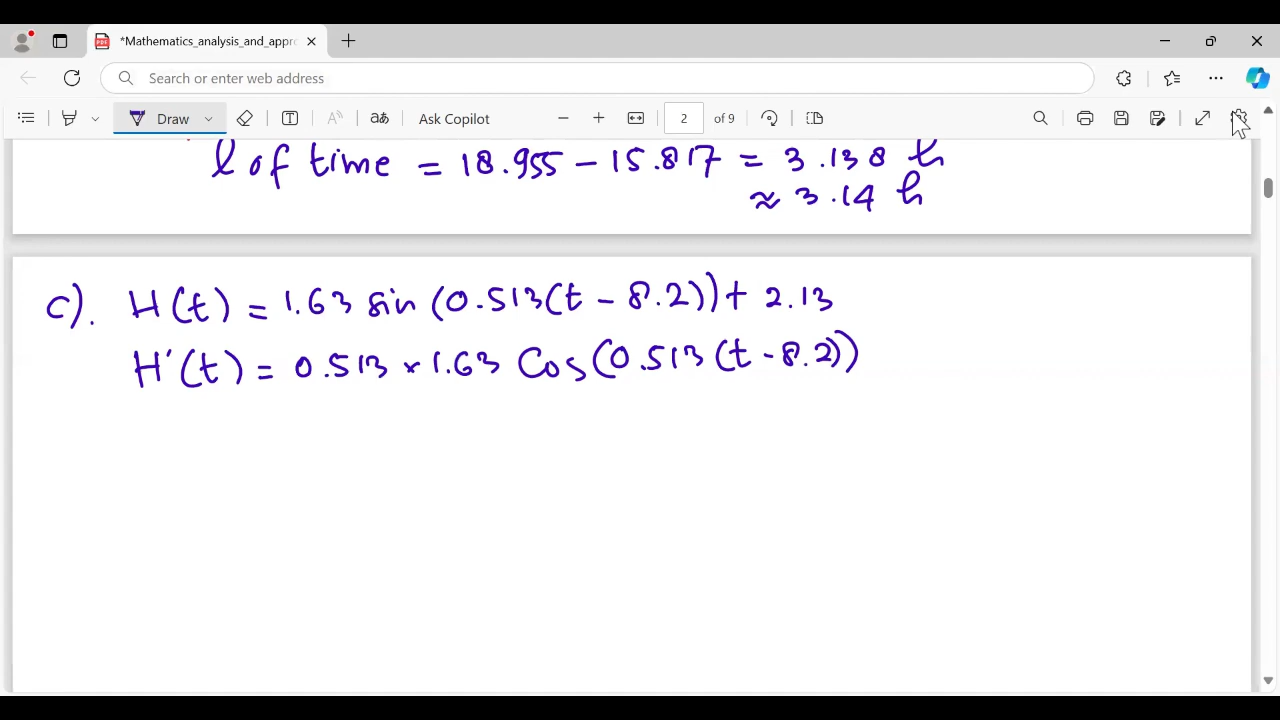 *Mathematics_analysis_and_appr
Search or enter web address
Draw
Ask Copilot
2
of 9
l of time = 18.955 - 15.817 = 3.138 h
≈ 3.14 h
c). H(t) = 1.63 sin (0.513(t - 8.2)) + 2.13
H'(t) = 0.513 × 1.63 Cos(0.513 (t - 8.2))